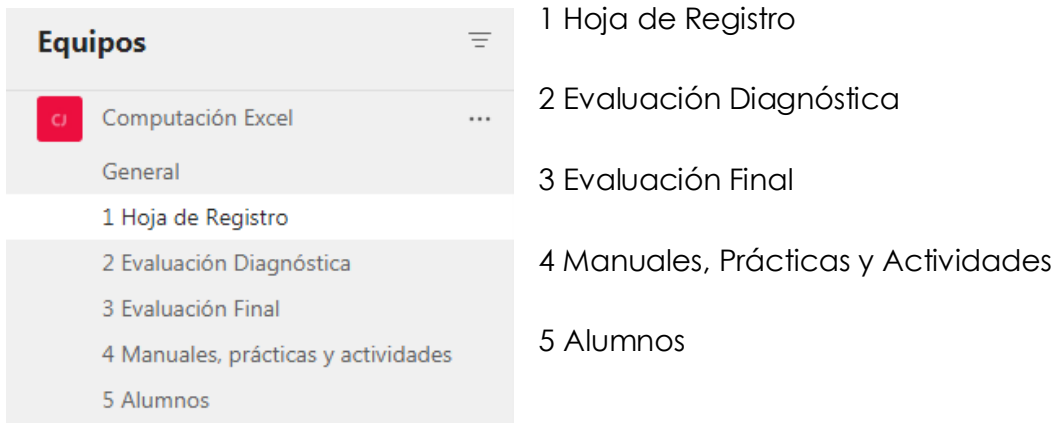 Equipos
CJ
Computación Excel
General
1 Hoja de Registro
2 Evaluación Diagnóstica
3 Evaluación Final
4 Manuales, prácticas y actividades
5 Alumnos
1 Hoja de Registro
2 Evaluación Diagnóstica
3 Evaluación Final
4 Manuales, Prácticas y Actividades
5 Alumnos